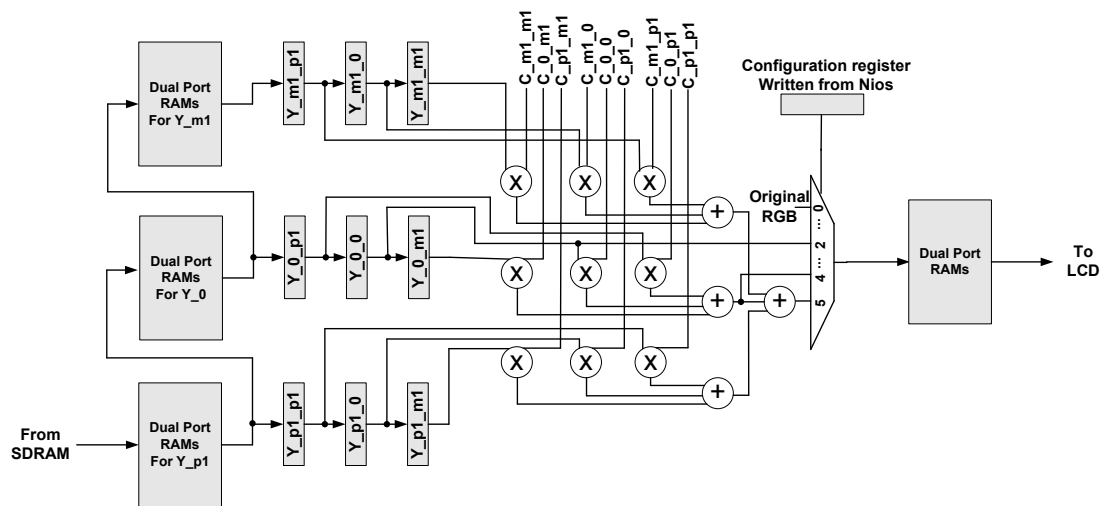 Dual Port
RAMs
For Y_m1
Y_m1_p1
Y_m1_0
Y_m1_m1
C_m1_m1
C_0_m1
C_p1_m1
C_m1_0
C_0_0
C_p1_0
C_m1_p1
C_0_p1
C_p1_p1
Configuration register
Written from Nios
X
X
X
+
Original
RGB
0
...
2
...
4
5
Dual Port
RAMs
For Y_0
Y_0_p1
Y_0_0
Y_0_m1
X
X
X
+
+
Dual Port
RAMs
To
LCD
From
SDRAM
Dual Port
RAMs
For Y_p1
Y_p1_p1
Y_p1_0
Y_p1_m1
X
X
X
+